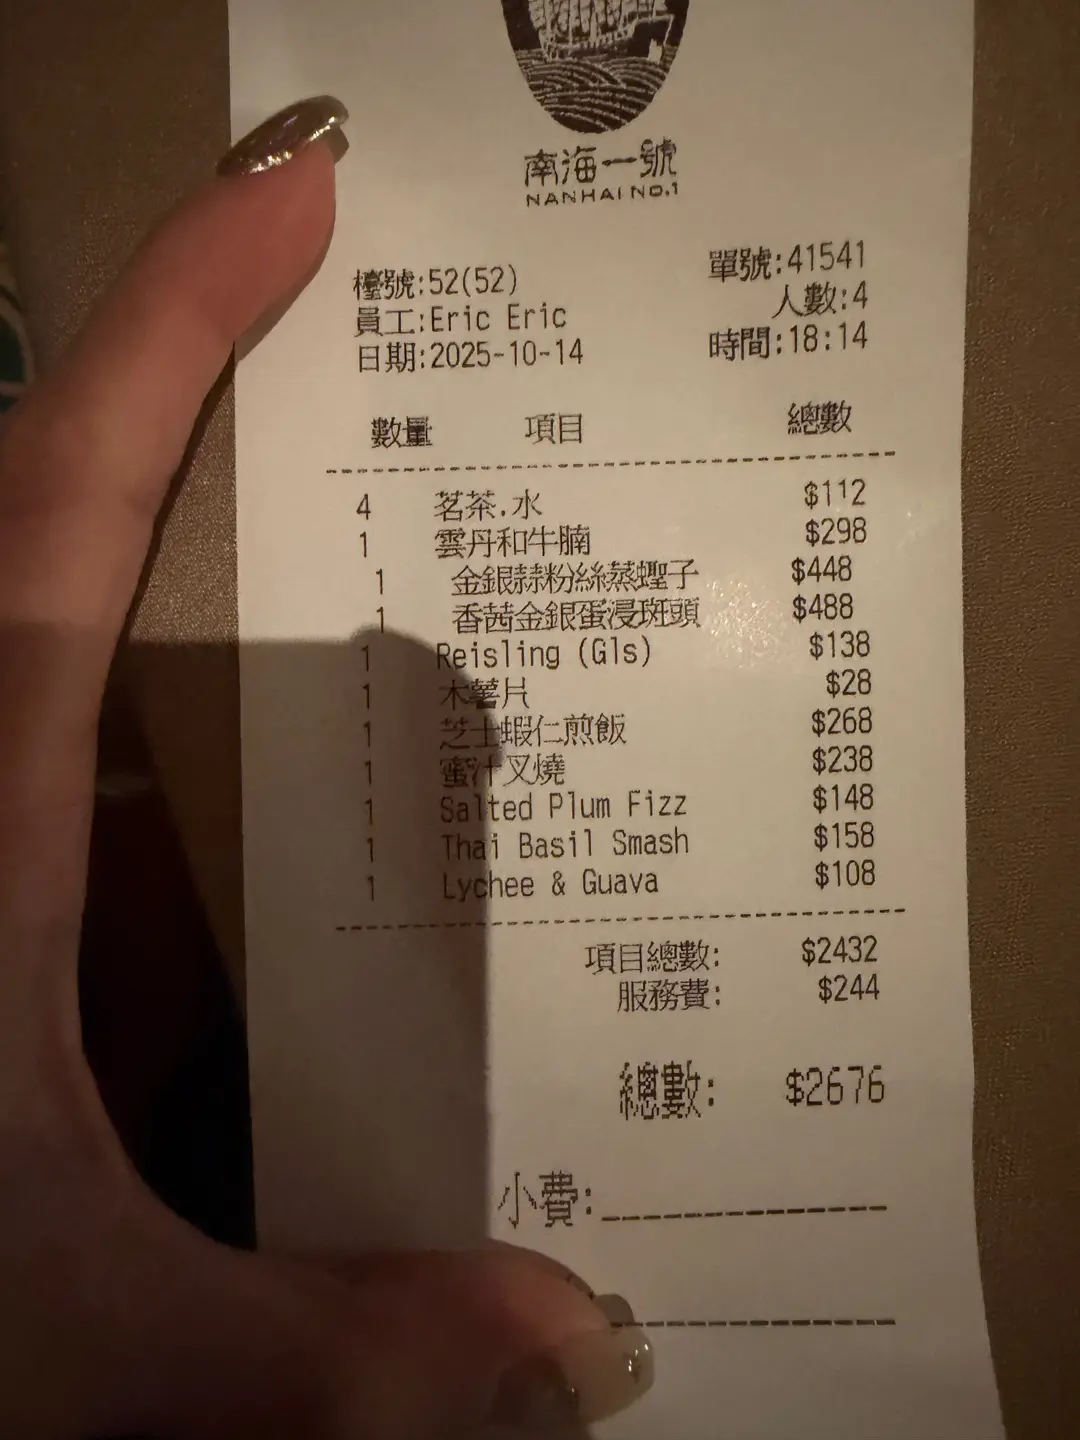 南海一號
NANHAI NO.1
檯號:52(52) 單號:41541
員工:Eric Eric 人數:4
日期:2025-10-14 時間:18:14
數量 項目 總數
4 茗茶.水 $112
1 雲丹和牛腩 $298
1 金銀蒜粉絲蒸蟶子 $448
1 香茜金銀蛋浸斑頭 $488
1 Reisling (Gls) $138
1 木薯片 $28
1 芝士蝦仁煎飯 $268
1 蜜汁叉燒 $238
1 Salted Plum Fizz $148
1 Thai Basil Smash $158
1 Lychee & Guava $108
項目總數: $2432
服務費: $244
總數: $2676
小費: